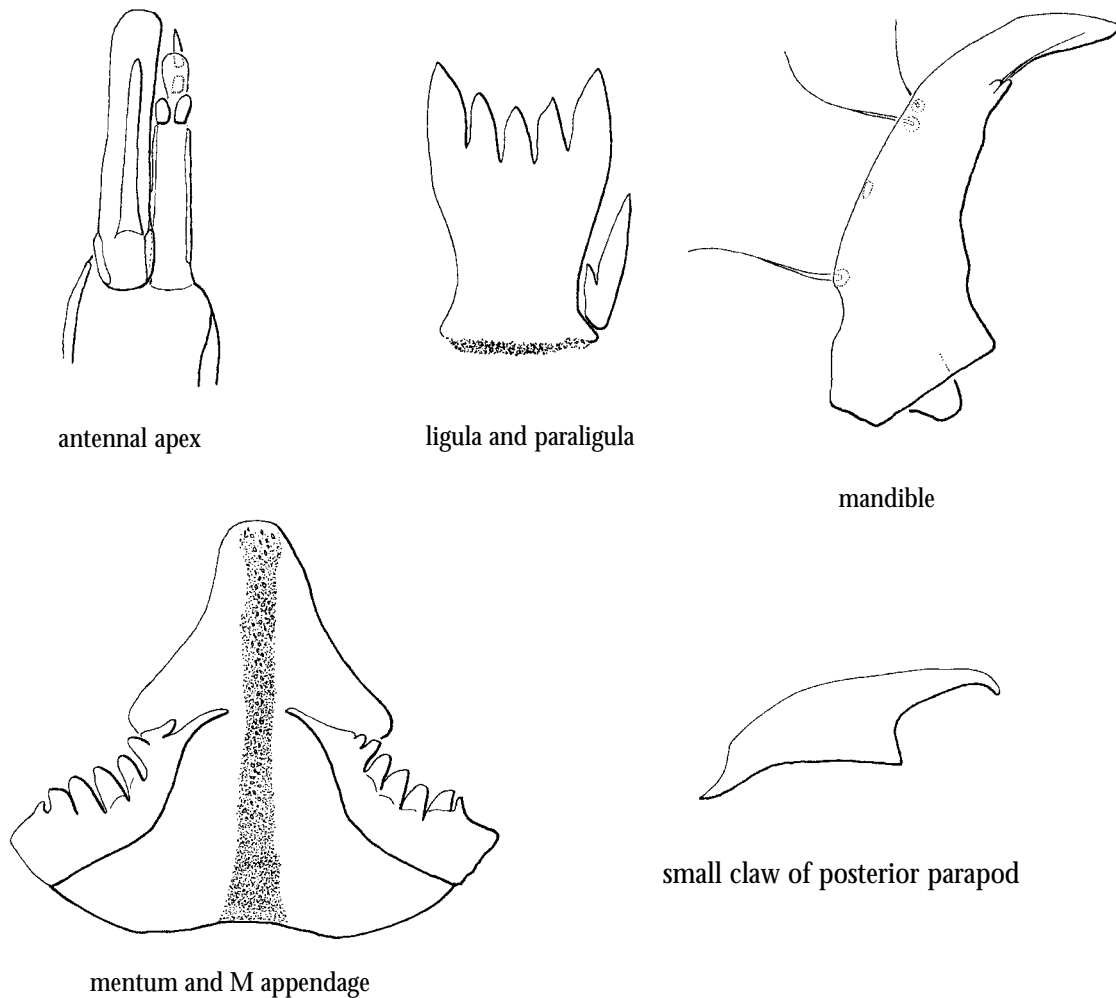 antennal apex
ligula and paraligula
mandible
mentum and M appendage
small claw of posterior parapod